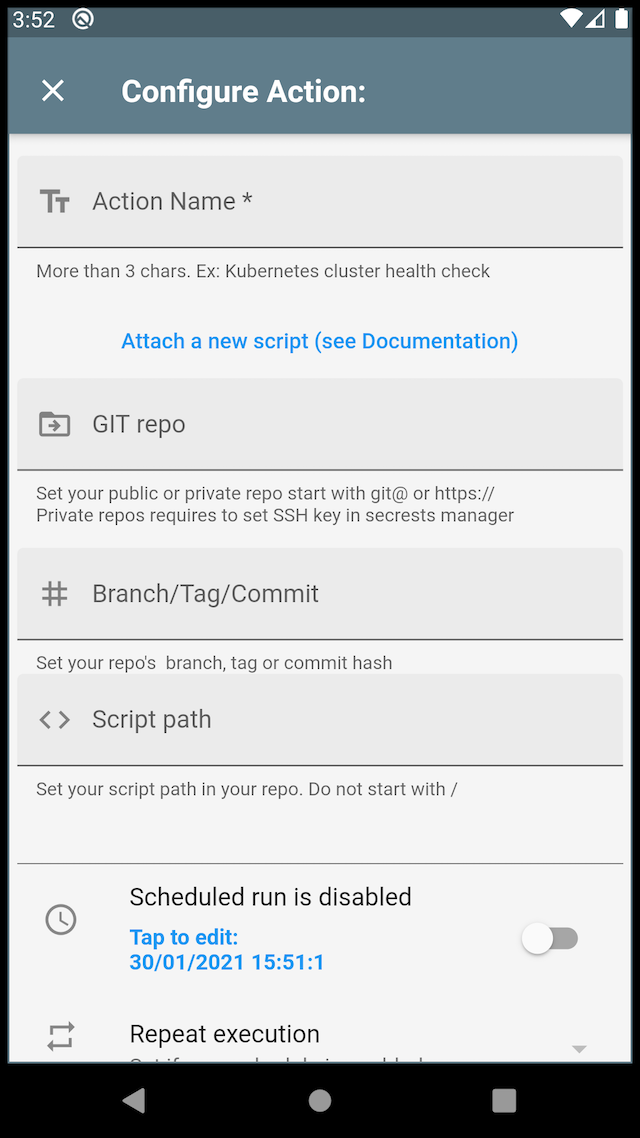 3:52
Configure Action:
Action Name *
More than 3 chars. Ex: Kubernetes cluster health check
Attach a new script (see Documentation)
GIT repo
Set your public or private repo start with git@ or https://
Private repos requires to set SSH key in secrests manager
Branch/Tag/Commit
Set your repo's  branch, tag or commit hash
Script path
Set your script path in your repo. Do not start with /
Scheduled run is disabled
Tap to edit:
30/01/2021 15:51:1
Repeat execution